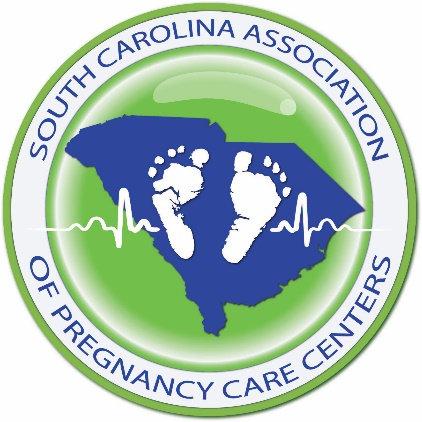 SOUTH CAROLINA ASSOCIATION
OF PREGNANCY CARE CENTERS